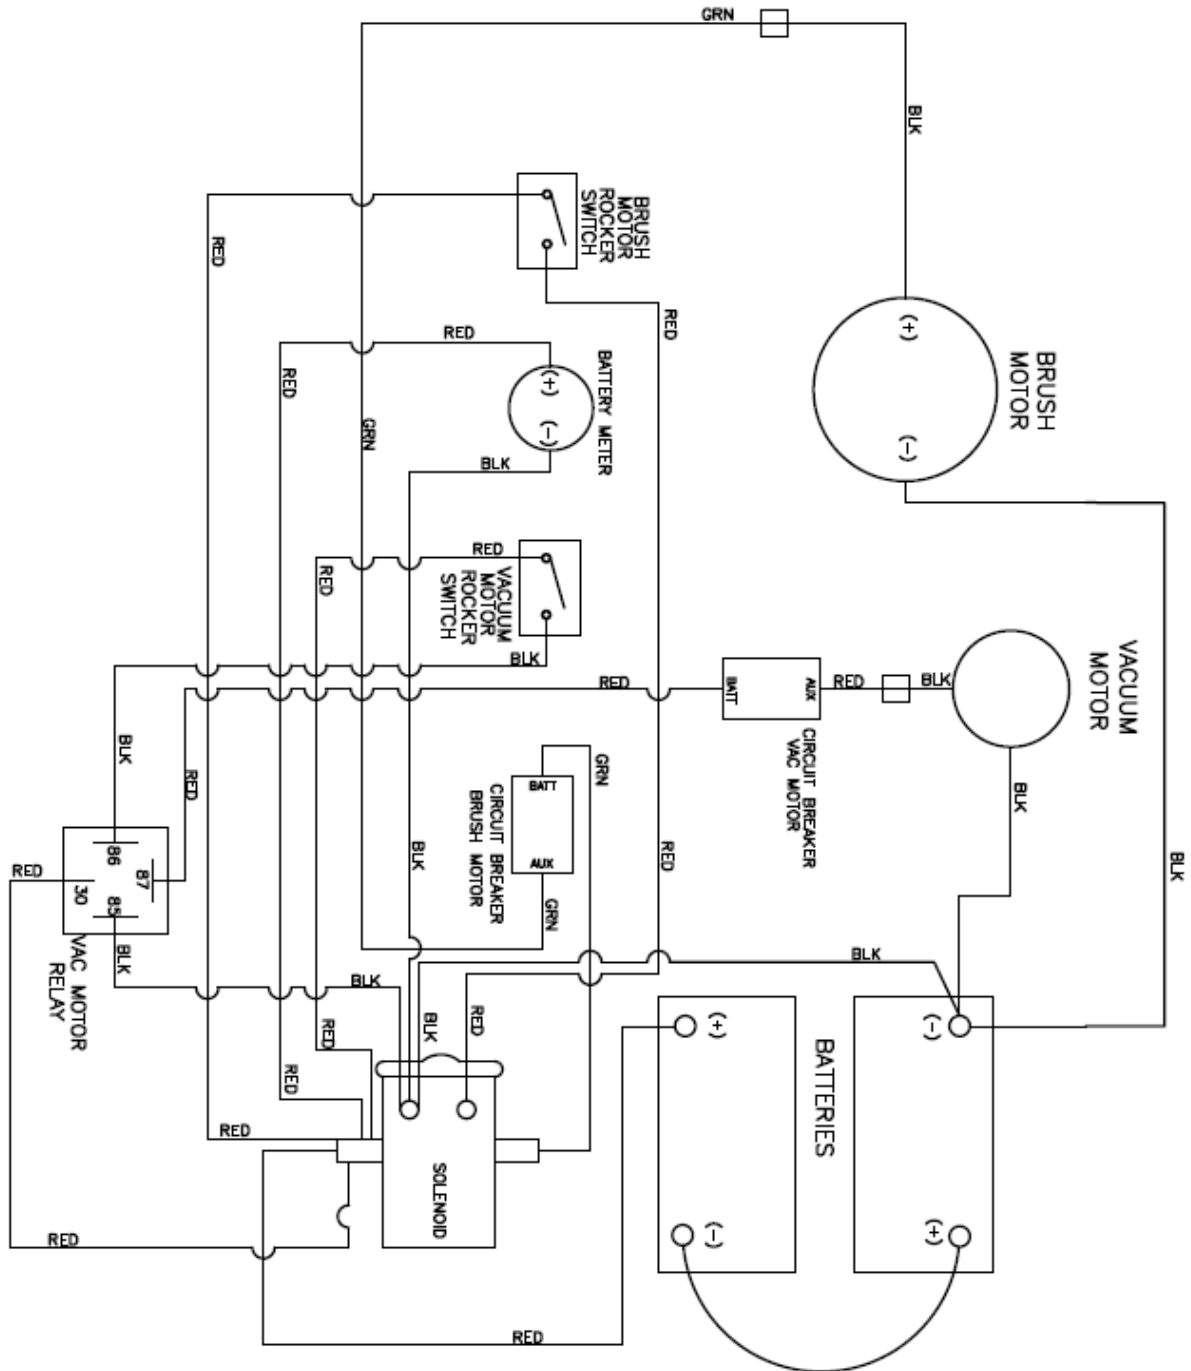 GRN
BLK
BRUSH
MOTOR
ROCKER
SWITCH
RED
RED
RED
RED
(+)
BRUSH
MOTOR
(-)
(+)
BATTERY METER
(-)
GRN
BLK
RED
RED
VACUUM
MOTOR
ROCKER
SWITCH
BLK
RED
BATT
AUX
RED
BLK
VACUUM
MOTOR
CIRCUIT BREAKER
VAC MOTOR
BLK
RED
BATT
GRN
BLK
CIRCUIT BREAKER
BRUSH MOTOR
AUX
GRN
BLK
RED
BLK
RED
86
87
30
85
BLK
VAC MOTOR
RELAY
BLK
BLK
BLK
RED
RED
RED
RED
SOLENOID
(+)
(-)
BATTERIES
(-)
(+)
RED
RED